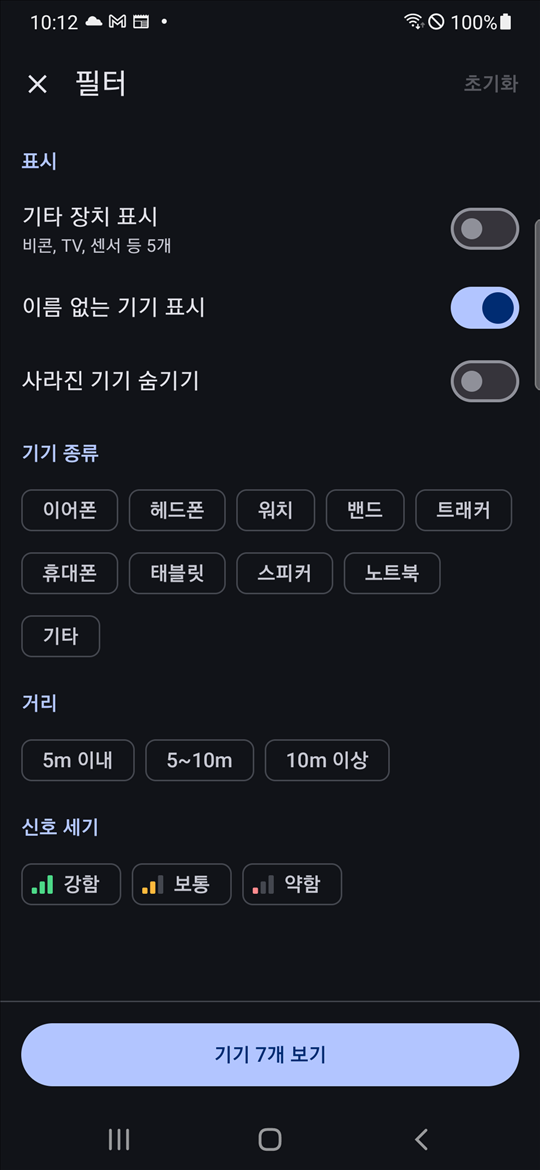 10:12 100%
필터 초기화
표시
기타 장치 표시
비콘, TV, 센서 등 5개
이름 없는 기기 표시
사라진 기기 숨기기
기기 종류
이어폰 헤드폰 워치 밴드 트래커
휴대폰 태블릿 스피커 노트북
기타
거리
5m 이내 5~10m 10m 이상
신호 세기
강함 보통 약함
기기 7개 보기